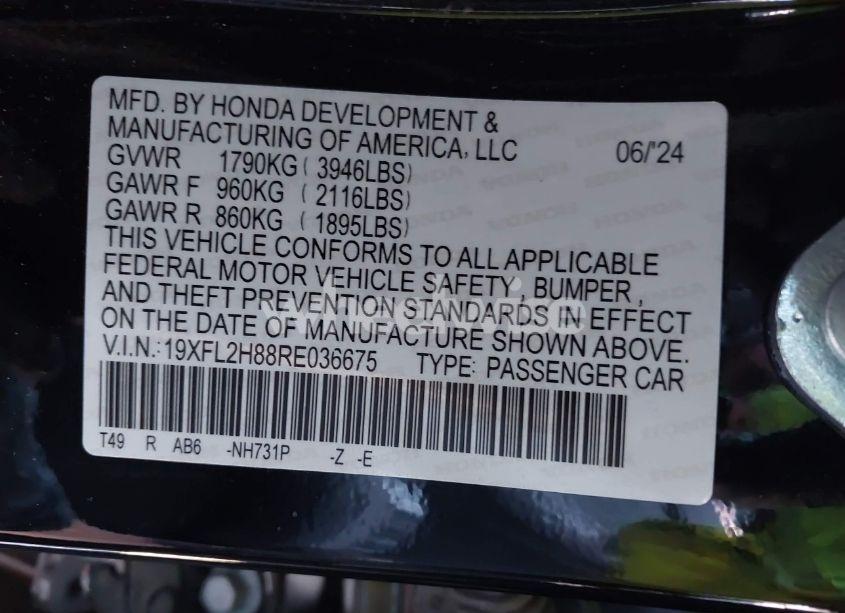 MFD. BY HONDA DEVELOPMENT &
MANUFACTURING OF AMERICA, LLC 06/'24
GVWR 1790KG ( 3946LBS)
GAWR F 960KG ( 2116LBS)
GAWR R 860KG ( 1895LBS)
THIS VEHICLE CONFORMS TO ALL APPLICABLE
FEDERAL MOTOR VEHICLE SAFETY, BUMPER,
AND THEFT PREVENTION STANDARDS IN EFFECT
ON THE DATE OF MANUFACTURE SHOWN ABOVE.
V.I.N.:19XFL2H88RE036675 TYPE: PASSENGER CAR
T49 R AB6 -NH731P -Z -E